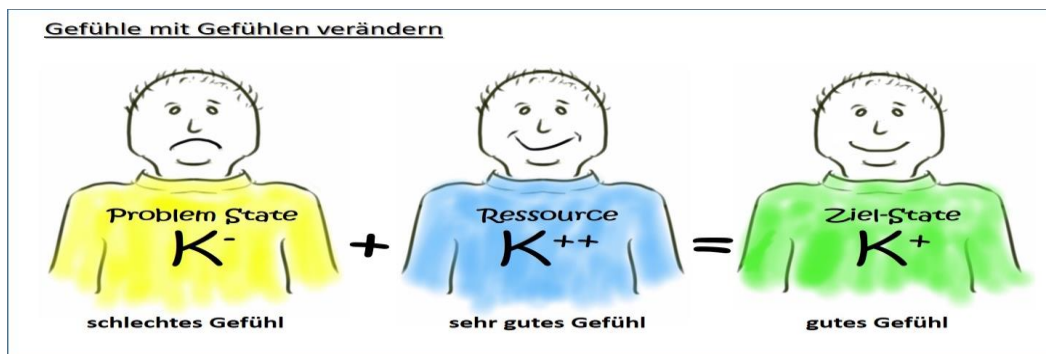 Gefühle mit Gefühlen verändern
Problem State
K-
schlechtes Gefühl
+
Ressource
K++
sehr gutes Gefühl
=
Ziel-State
K+
gutes Gefühl